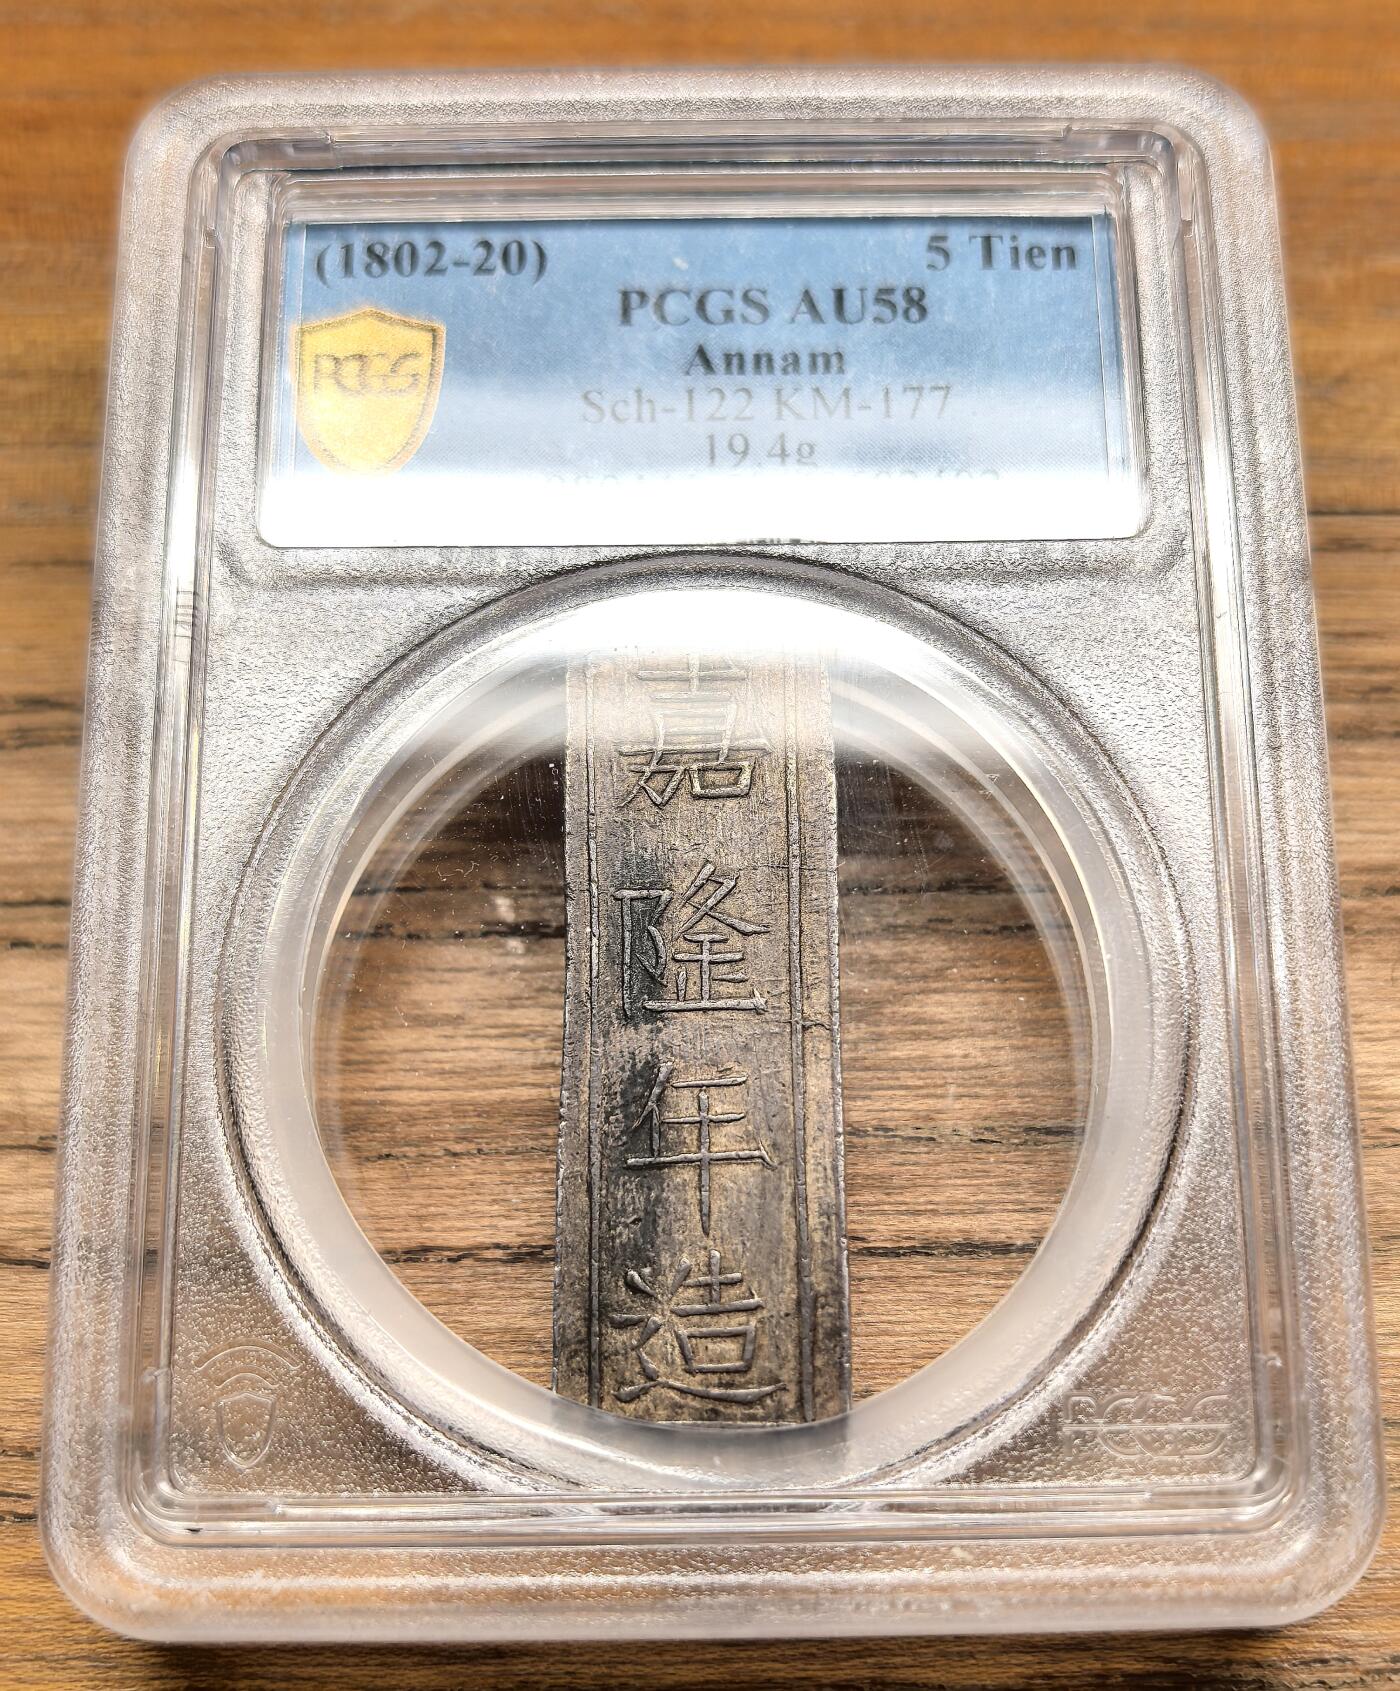 (1802-20) 5 Tien
PCGS AU58
PCGS
Annam
Sch-122 KM-177
19.4g
嘉
隆
年
造
PCGS